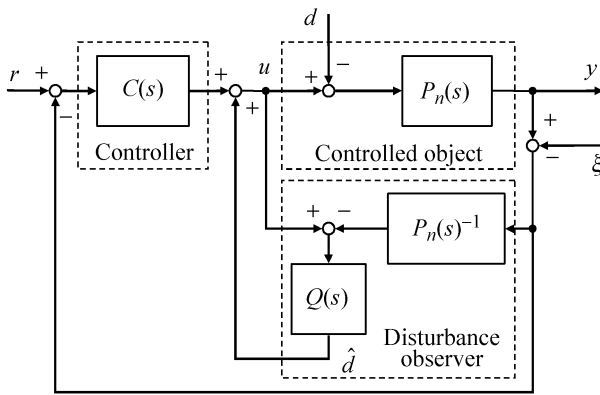 d
r + − C(s) + + u + − P_n(s) y
Controller
Controlled object
+ − ξ
+ − P_n(s)^{−1}
Q(s)
Disturbance
observer
d̂